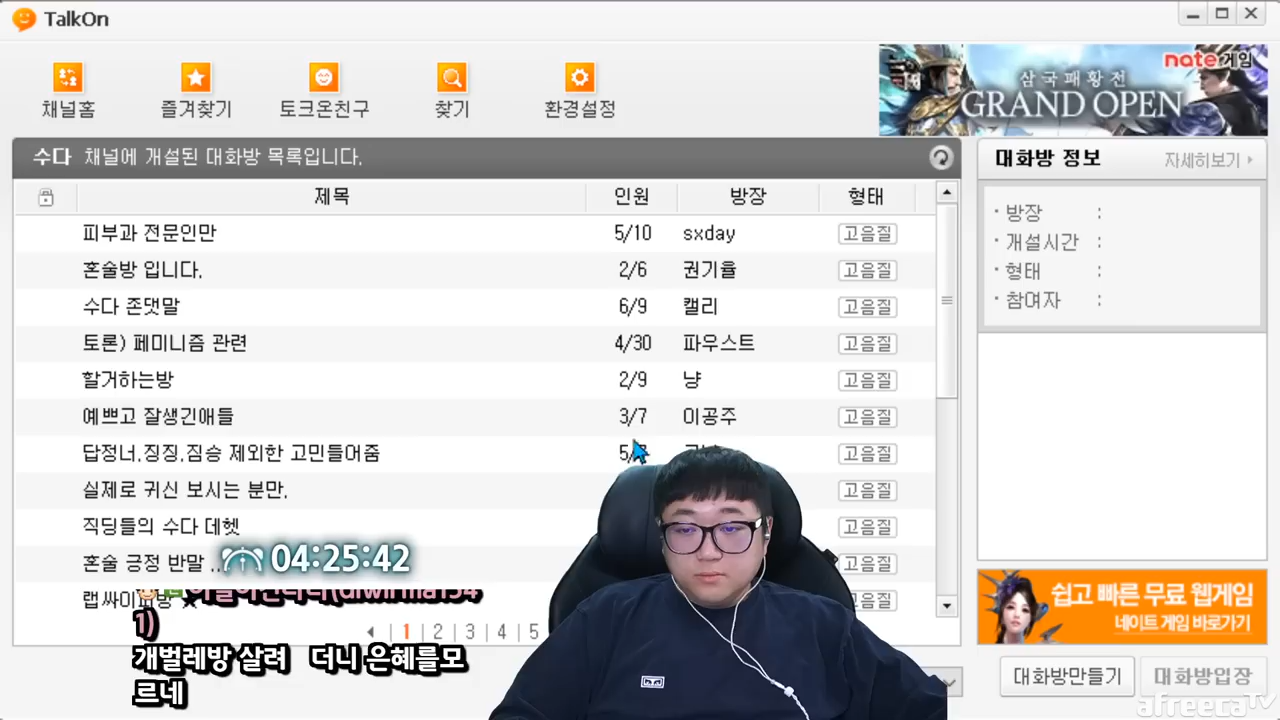 TalkOn
채널홈
즐겨찾기
토크온친구
찾기
환경설정
nate게임
삼국패황전
GRAND OPEN
수다 채널에 개설된 대화방 목록입니다.
제목 인원 방장 형태
피부과 전문인만 5/10 sxday 고음질
혼술방 입니다. 2/6 권기율 고음질
수다 존댓말 6/9 캘리 고음질
토론) 페미니즘 관련 4/30 파우스트 고음질
할거하는방 2/9 냥 고음질
예쁘고 잘생긴애들 3/7 이공주 고음질
답정너.징징.짐승 제외한 고민들어줌 고음질
실제로 귀신 보시는 분만. 고음질
직딩들의 수다 데헷 고음질
혼술 긍정 반말 .. 고음질
04:25:42
고음질
1)
개벌레방 살려 더니 은혜를모
르네
1 2 3 4 5
대화방 정보 자세히보기
· 방장 :
· 개설시간 :
· 형태 :
· 참여자 :
쉽고 빠른 무료 웹게임
네이트 게임 바로가기
대화방만들기 대화방입장
afreecaTV